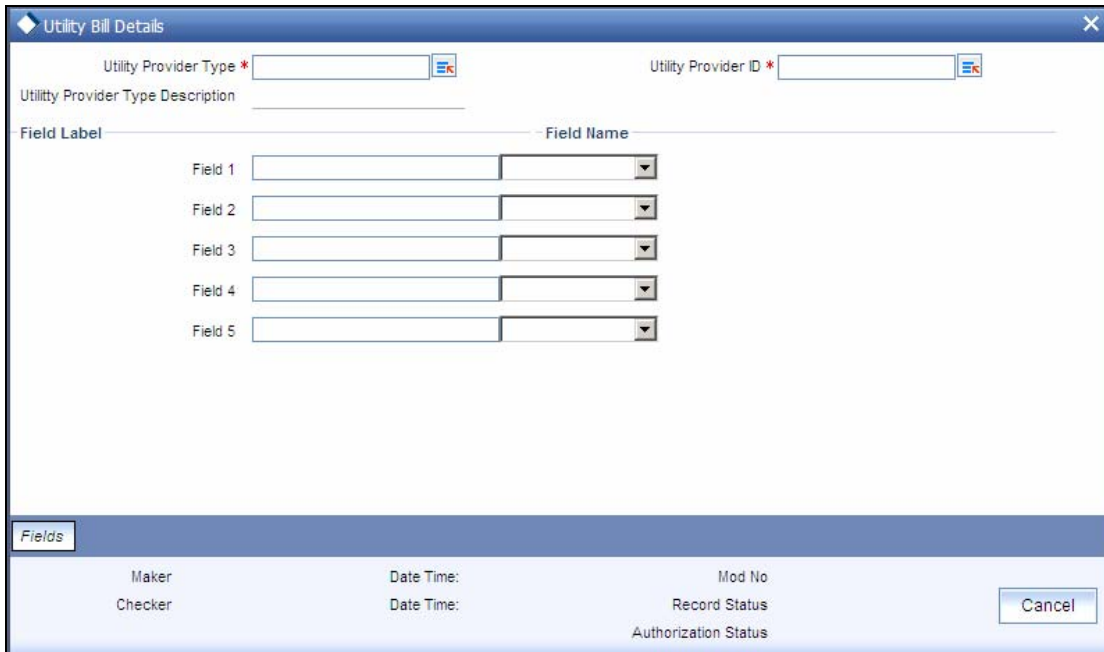 Utility Bill Details
Utility Provider Type *
Utility Provider ID *
Utilitty Provider Type Description
Field Label
Field Name
Field 1
Field 2
Field 3
Field 4
Field 5
Fields
Maker
Date Time:
Mod No
Checker
Date Time:
Record Status
Cancel
Authorization Status